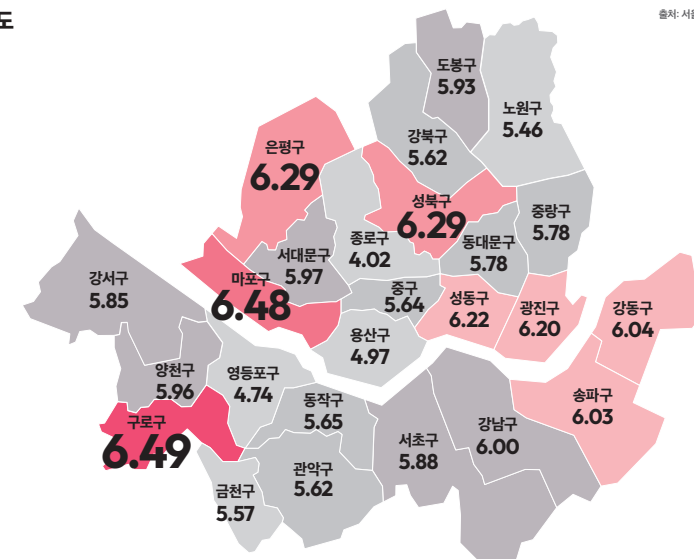 도
출처: 서울
도봉구
5.93
노원구
5.46
강북구
5.62
은평구
6.29
성북구
6.29
중랑구
5.78
종로구
4.02
동대문구
5.78
서대문구
5.97
강서구
5.85
마포구
6.48
중구
5.64
성동구
6.22
광진구
6.20
강동구
6.04
용산구
4.97
양천구
5.96
영등포구
4.74
동작구
5.65
송파구
6.03
구로구
6.49
서초구
5.88
강남구
6.00
관악구
5.62
금천구
5.57